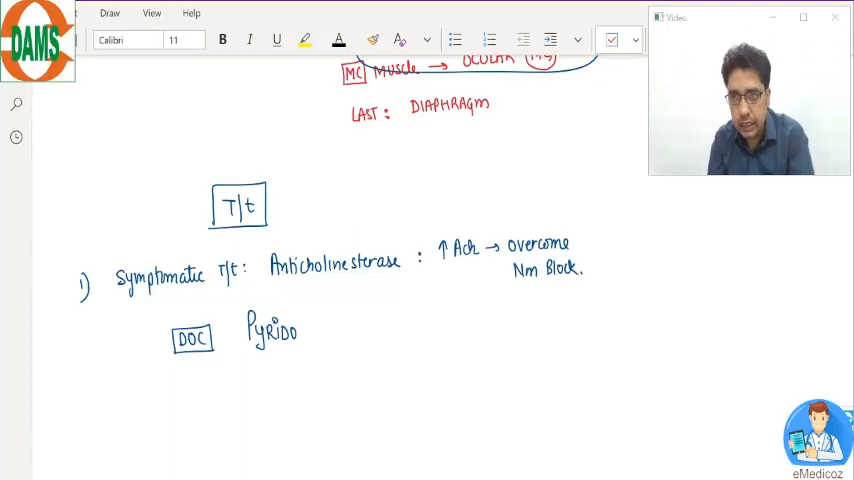 DAMS
Draw View Help
Calibri 11 B I U A
Video
MC Muscle → OCULAR (MG)
LAST: DIAPHRAGM
T/t
1) Symptomatic T/t: Anticholinesterase : ↑ Ach → overcome
Nm Block.
DOC PYRIDO
eMedicoz